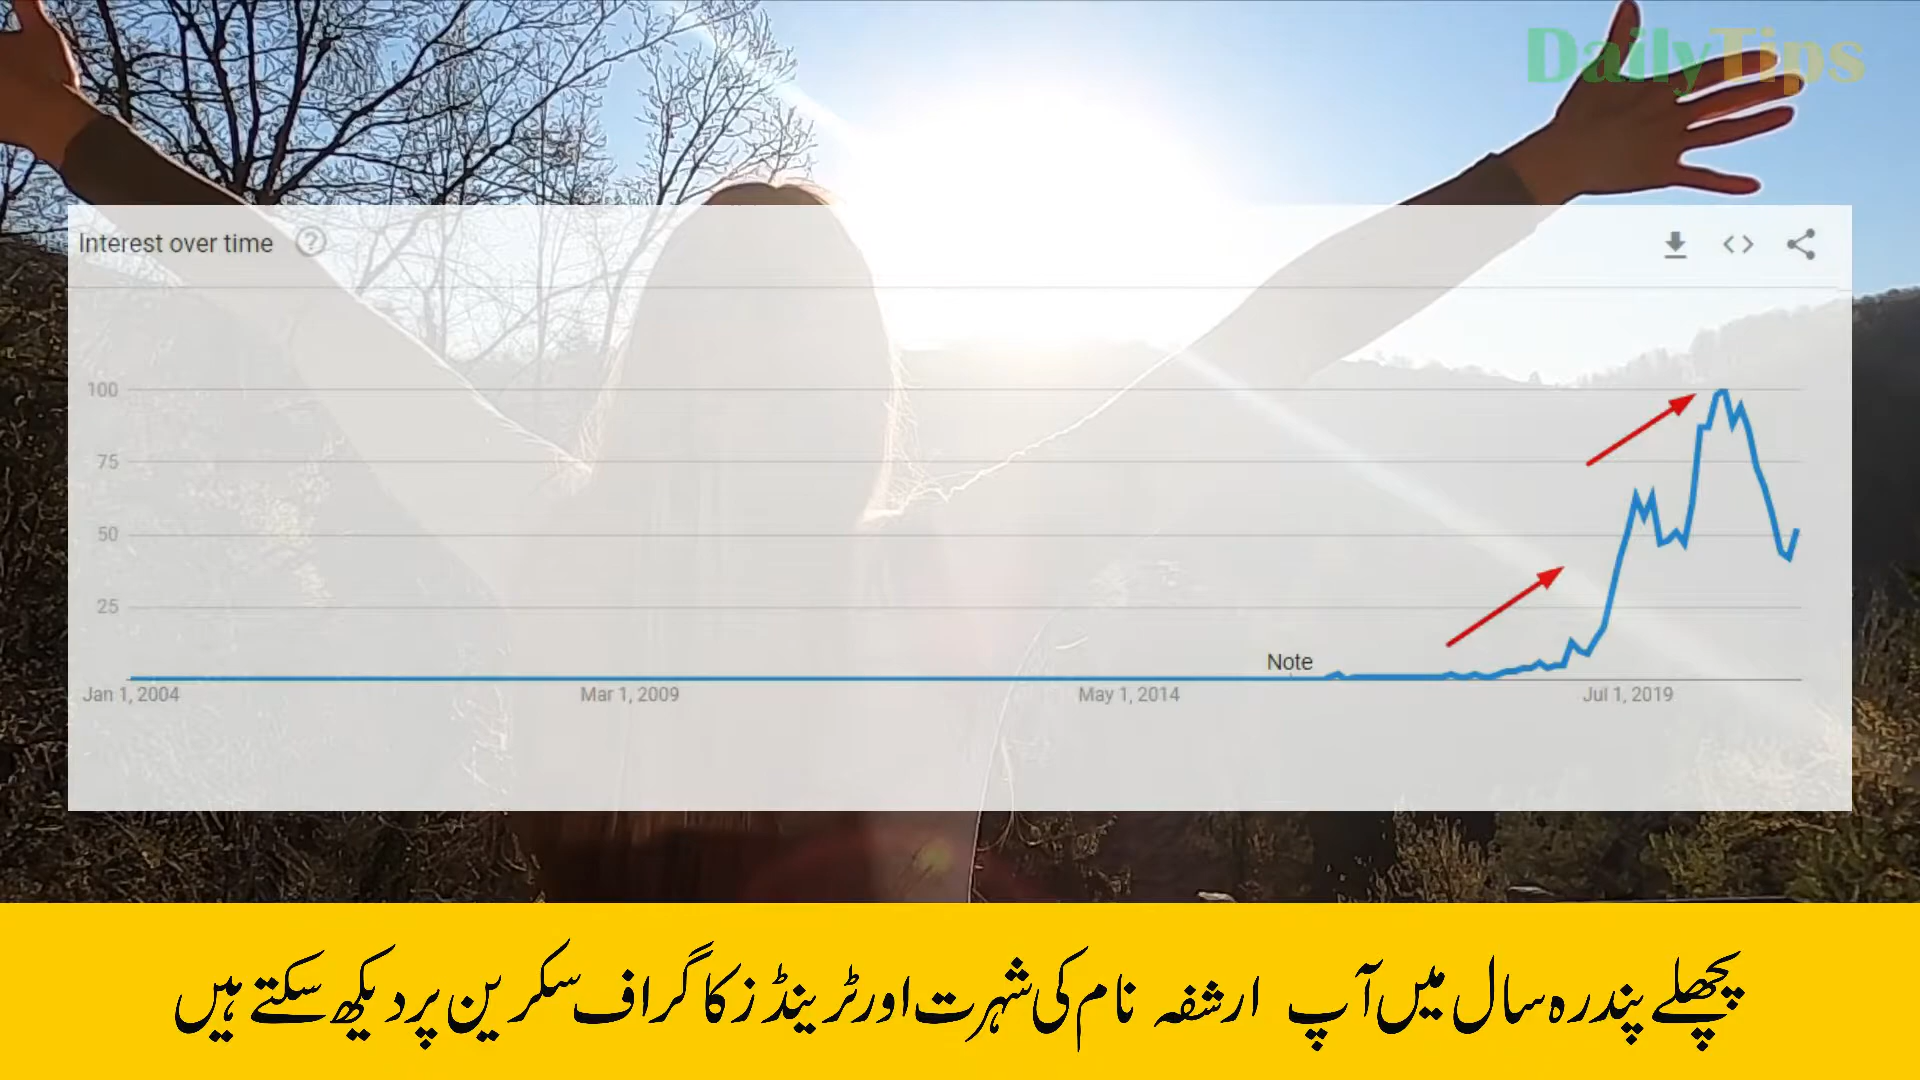 DailyTips
Interest over time
100
75
50
25
Note
Jan 1, 2004
Mar 1, 2009
May 1, 2014
Jul 1, 2019
پچھلے پندرہ سال میں آپ ارشفہ نام کی شہرت اور ٹرینڈز کا گراف سکرین پر دیکھ سکتے ہیں